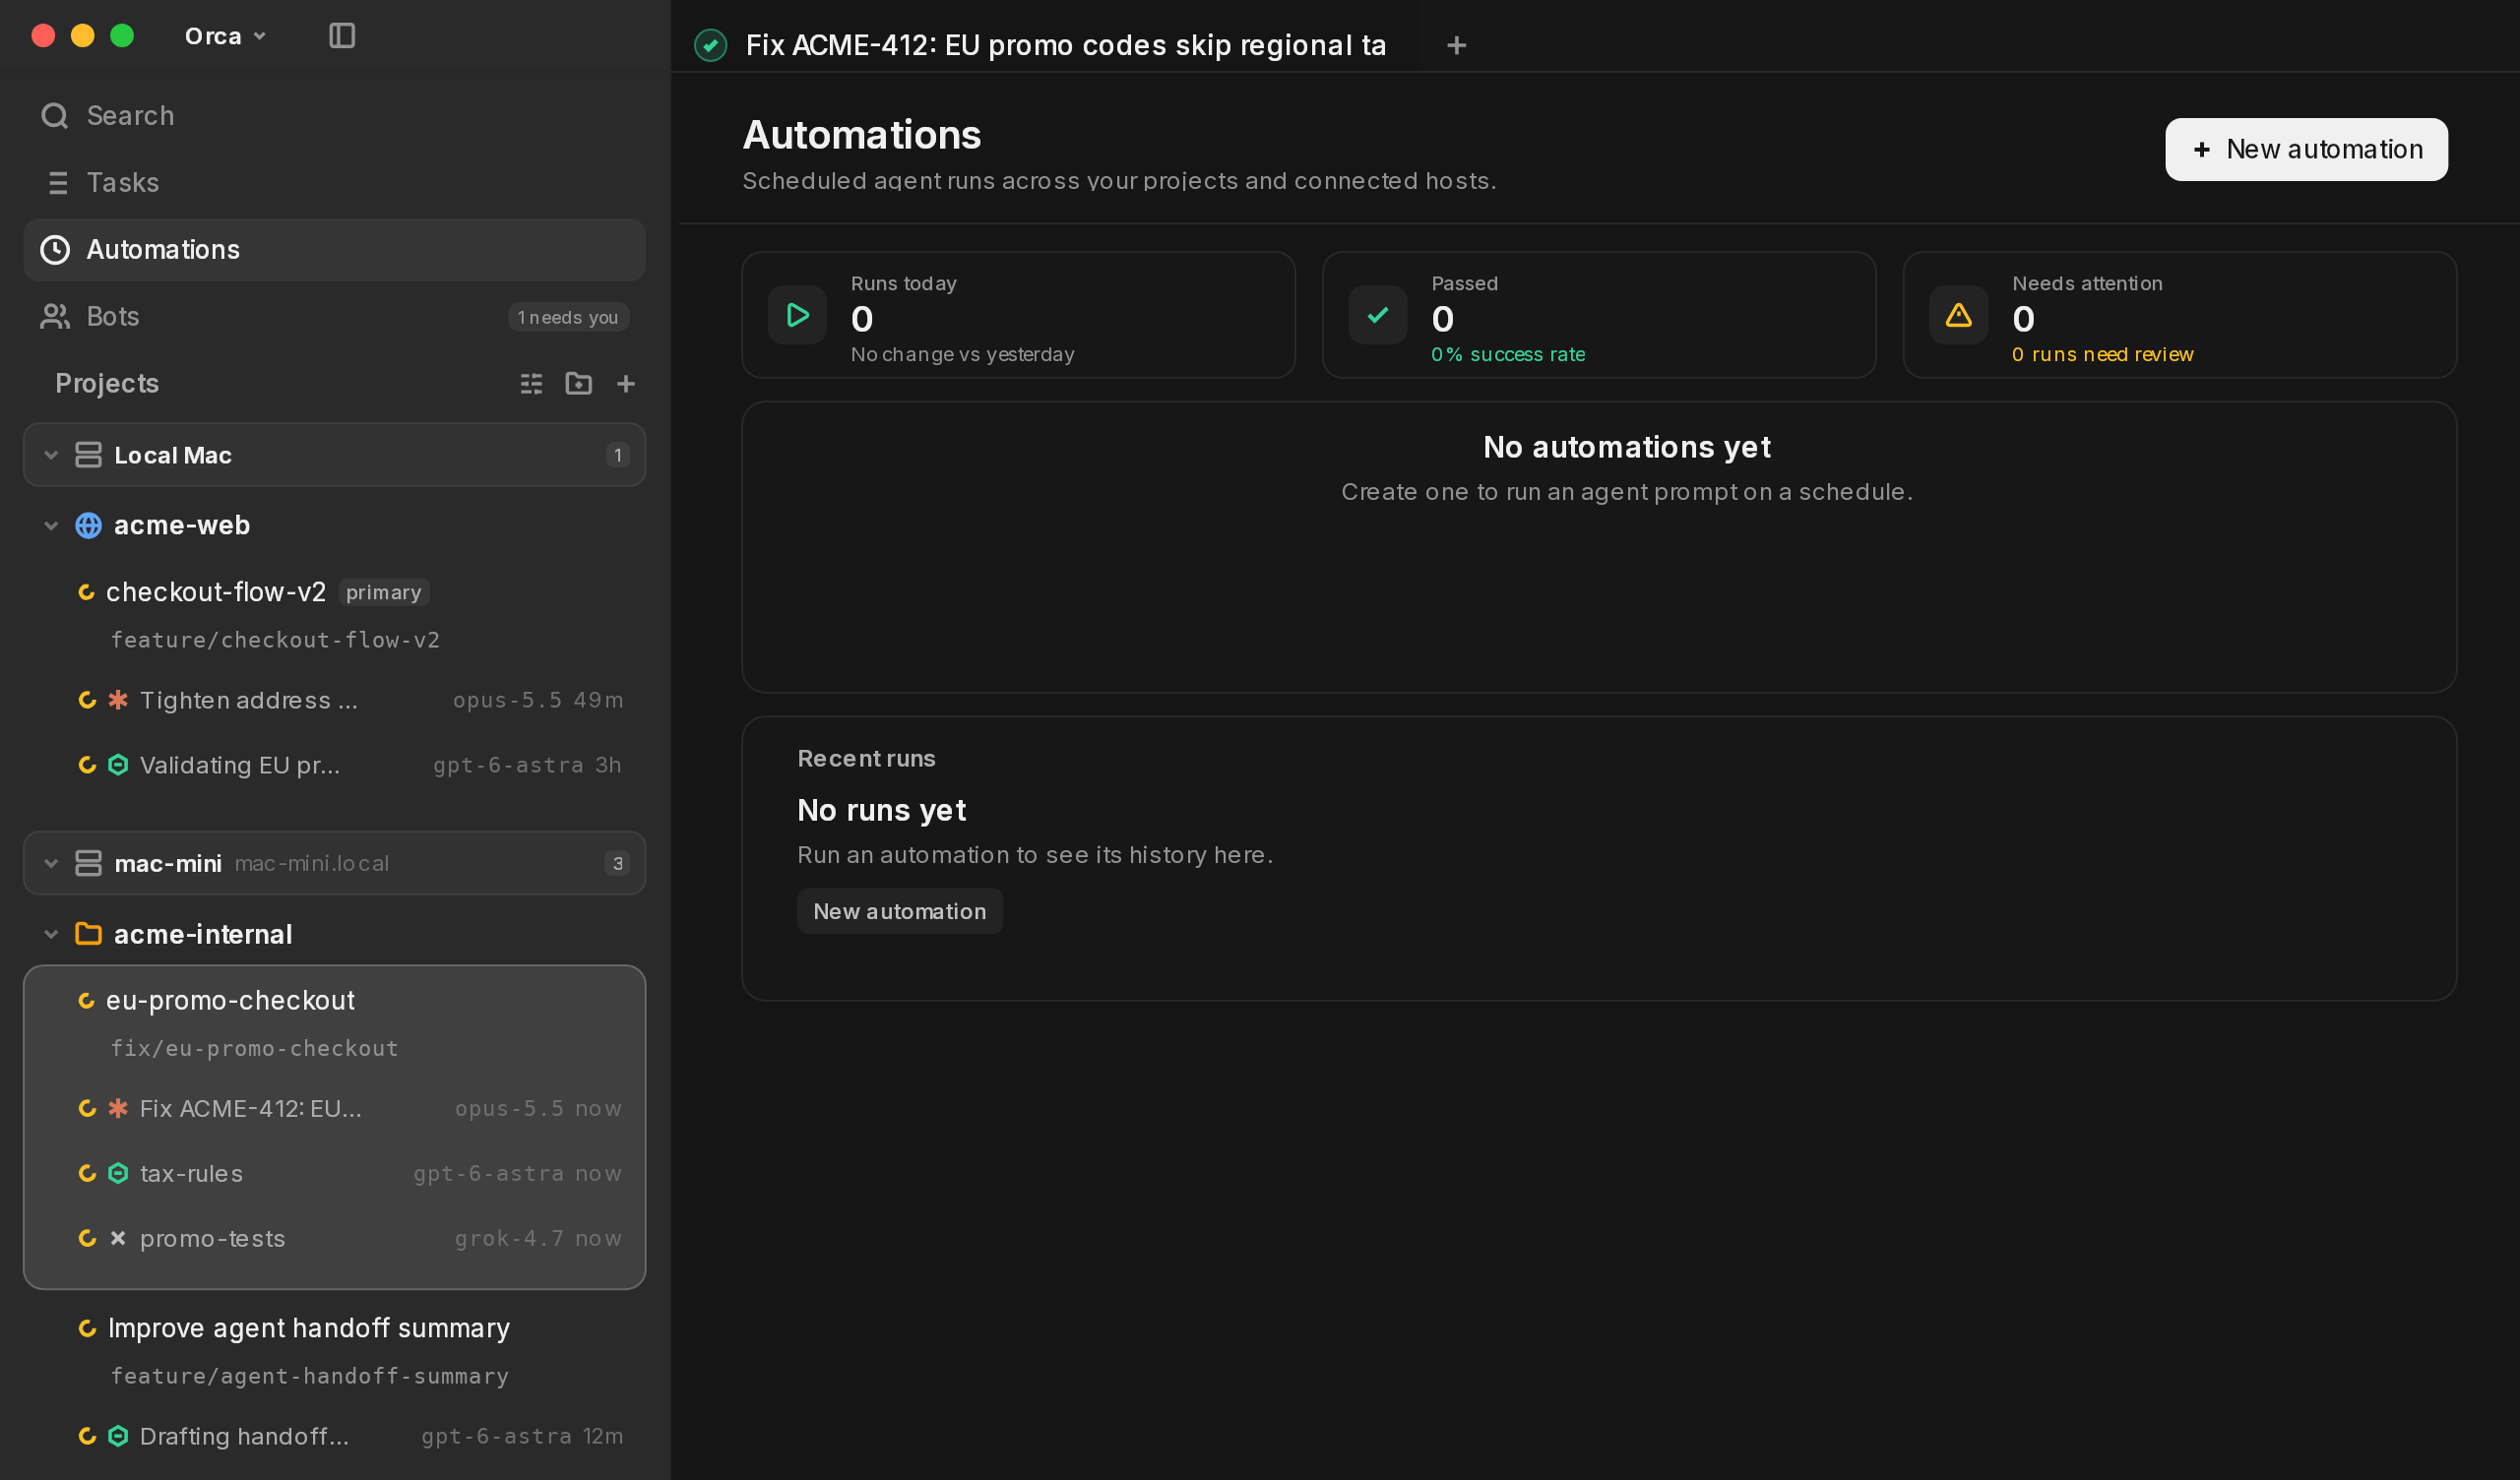 Orca
Search
Tasks
Automations
Bots
1 needs you
Projects
Local Mac
1
acme-web
checkout-flow-v2
primary
feature/checkout-flow-v2
Tighten address ...
opus-5.5 49m
Validating EU pr...
gpt-6-astra 3h
mac-mini
mac-mini.local
3
acme-internal
eu-promo-checkout
fix/eu-promo-checkout
Fix ACME-412: EU...
opus-5.5 now
tax-rules
gpt-6-astra now
promo-tests
grok-4.7 now
Improve agent handoff summary
feature/agent-handoff-summary
Drafting handoff...
gpt-6-astra 12m
Fix ACME-412: EU promo codes skip regional ta
Automations
Scheduled agent runs across your projects and connected hosts.
New automation
Runs today
0
No change vs yesterday
Passed
0
0% success rate
Needs attention
0
0 runs need review
No automations yet
Create one to run an agent prompt on a schedule.
Recent runs
No runs yet
Run an automation to see its history here.
New automation